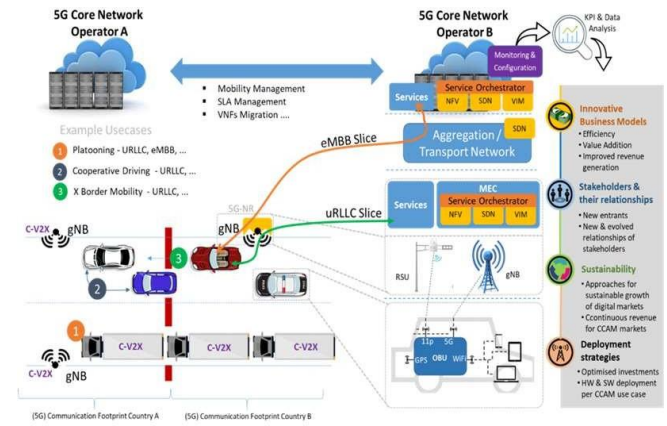 5G Core Network
Operator A
5G Core Network
Operator B
Monitoring &
Configuration
KPI & Data
Analysis
Mobility Management
SLA Management
VNFs Migration ....
Services
Service Orchestrator
NFV
SDN
VIM
Aggregation /
Transport Network
SDN
eMBB Slice
Example Usecases
1 Platooning - URLLC, eMBB, ...
2 Cooperative Driving - URLLC, ...
3 X Border Mobility - URLLC, ...
Services
MEC
Service Orchestrator
NFV
SDN
VIM
uRLLC Slice
5G-NR
C-V2X
gNB
gNB
3
2
1
RSU
gNB
C-V2X
C-V2X
C-V2X
C-V2X
gNB
11p
5G
GPS
OBU
WiFi
(5G) Communication Footprint Country A
(5G) Communication Footprint Country B
Innovative
Business Models
• Efficiency
• Value Addition
• Improved revenue
generation
Stakeholders &
their relationships
• New entrants
• New & evolved
relationships of
stakeholders
Sustainability
• Approaches for
sustainable growth
of digital markets
• Ccontinuous revenue
for CCAM markets
Deployment
strategies
• Optimised investments
• HW & SW deployment
per CCAM use case